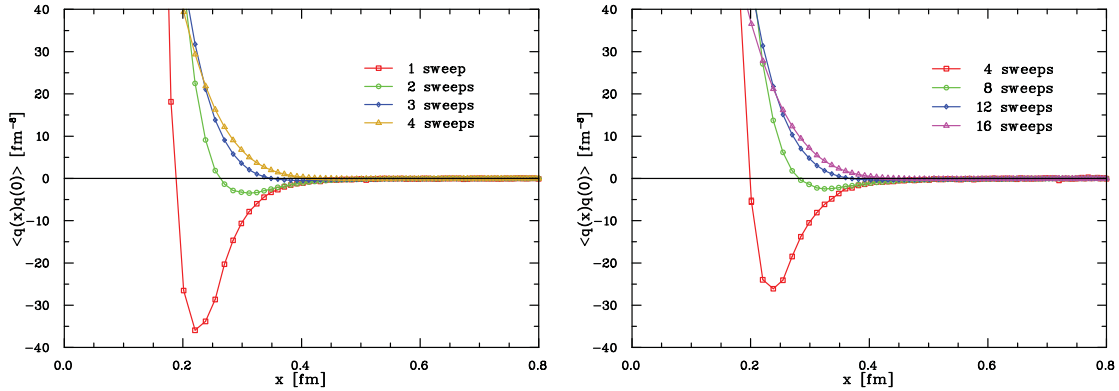 40
30
20
10
0
−10
−20
−30
−40
<q(x)q(0)> [fm⁻⁸]
1 sweep
2 sweeps
3 sweeps
4 sweeps
0.0 0.2 0.4 0.6 0.8
x [fm]
40
30
20
10
0
−10
−20
−30
−40
<q(x)q(0)> [fm⁻⁸]
4 sweeps
8 sweeps
12 sweeps
16 sweeps
0.0 0.2 0.4 0.6 0.8
x [fm]